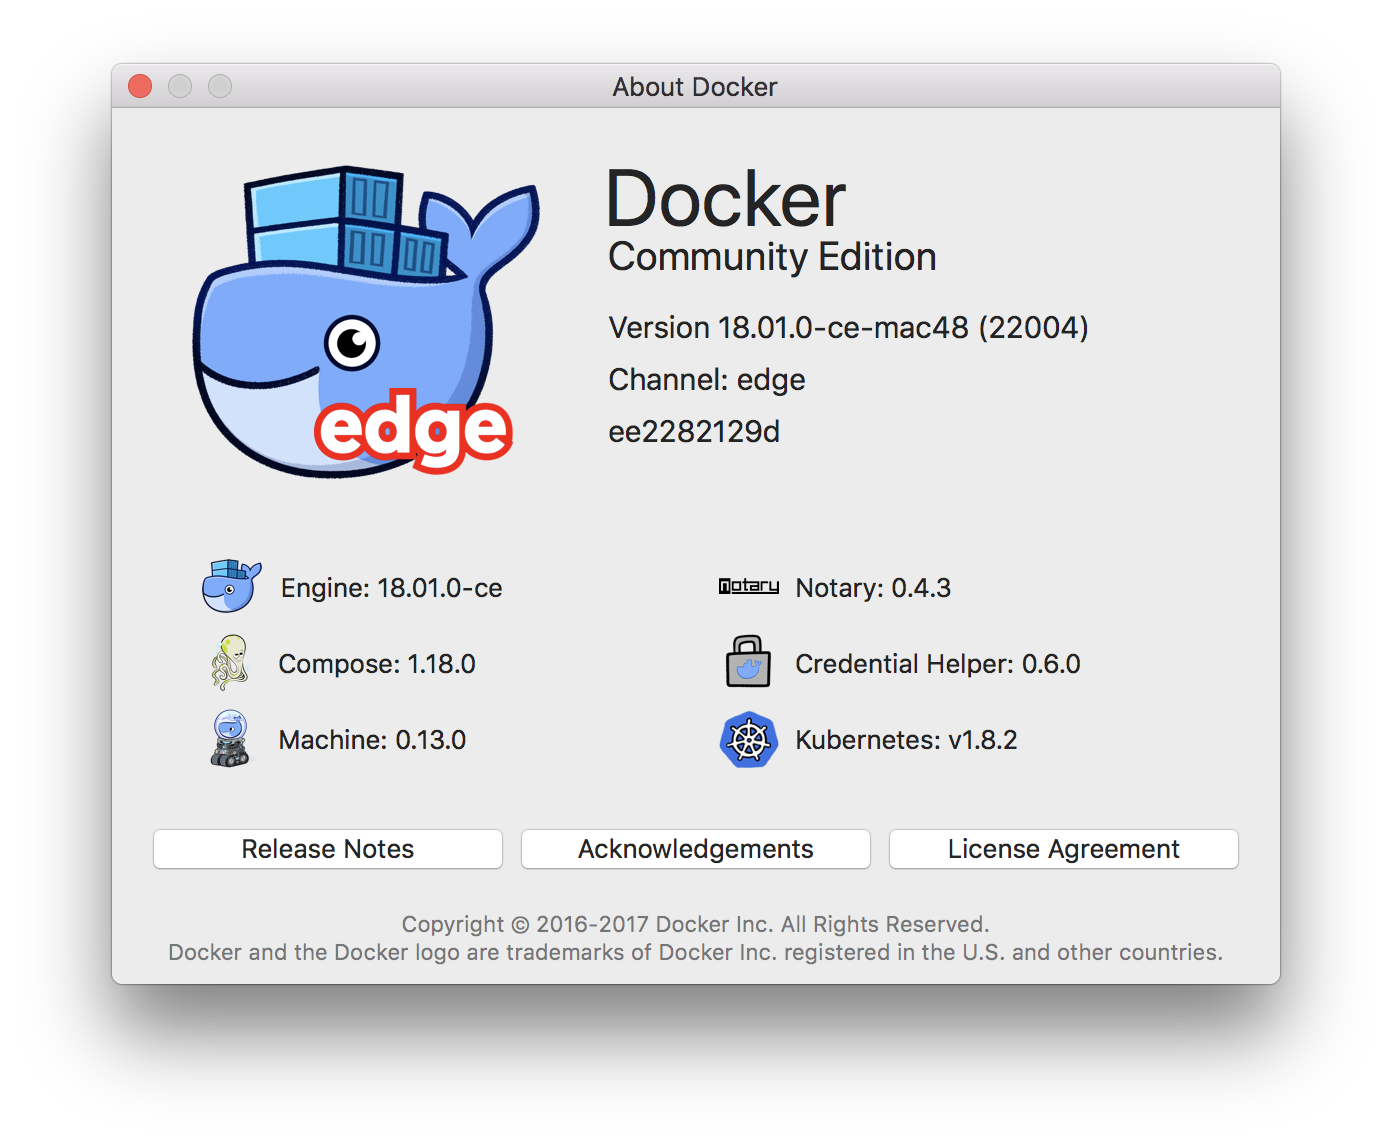 About Docker
Docker
Community Edition
Version 18.01.0-ce-mac48 (22004)
Channel: edge
ee2282129d
edge
Engine: 18.01.0-ce
notary
Notary: 0.4.3
Compose: 1.18.0
Credential Helper: 0.6.0
Machine: 0.13.0
Kubernetes: v1.8.2
Release Notes
Acknowledgements
License Agreement
Copyright © 2016-2017 Docker Inc. All Rights Reserved.
Docker and the Docker logo are trademarks of Docker Inc. registered in the U.S. and other countries.